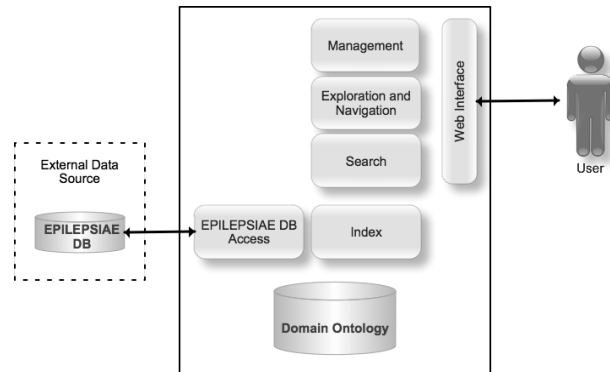 Management
Exploration and
Navigation
Web Interface
Search
User
External Data
Source
EPILEPSIAE
DB
EPILEPSIAE DB
Access
Index
Domain Ontology